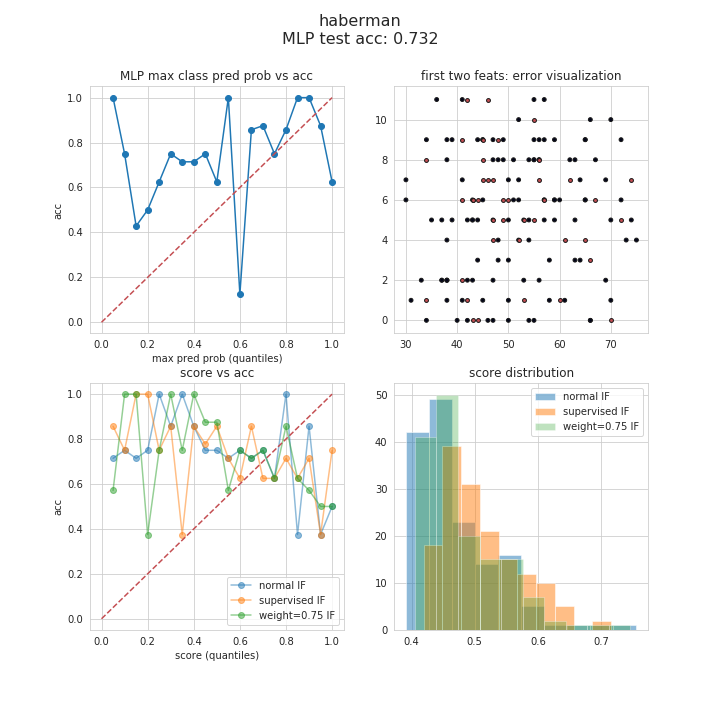 haberman
MLP test acc: 0.732
MLP max class pred prob vs acc
1.0
0.8
0.6
0.4
0.2
0.0
acc
0.0 0.2 0.4 0.6 0.8 1.0
max pred prob (quantiles)
first two feats: error visualization
10
8
6
4
2
0
30 40 50 60 70
score vs acc
1.0
0.8
0.6
0.4
0.2
0.0
acc
normal IF
supervised IF
weight=0.75 IF
0.0 0.2 0.4 0.6 0.8 1.0
score (quantiles)
score distribution
50
40
30
20
10
0
normal IF
supervised IF
weight=0.75 IF
0.4 0.5 0.6 0.7